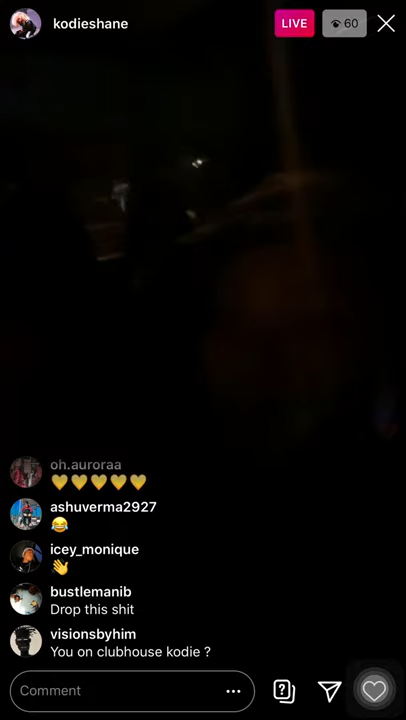 kodieshane
LIVE
60
oh.auroraa
💛💛💛💛💛
ashuverma2927
😂
icey_monique
👋
bustlemanib
Drop this shit
visionsbyhim
You on clubhouse kodie ?
Comment